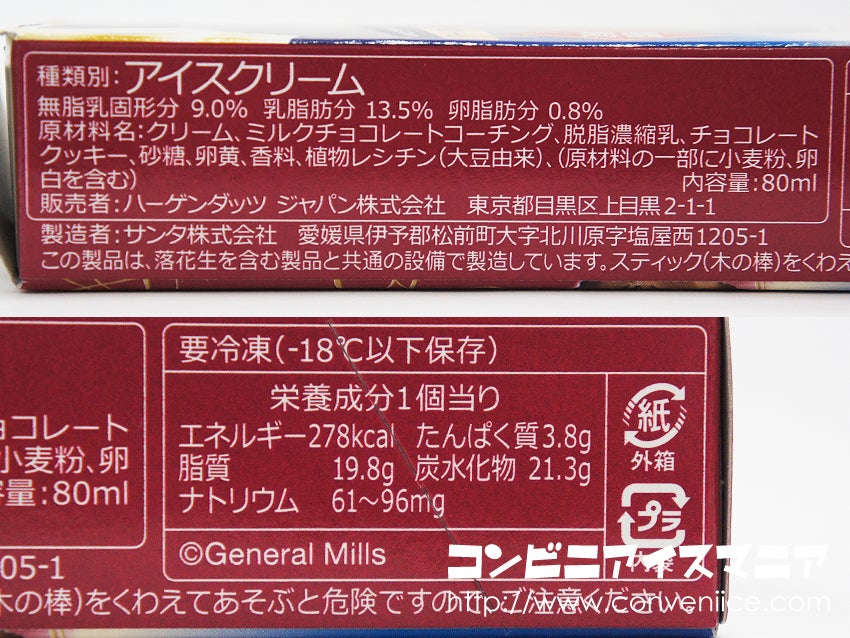 種類別：アイスクリーム
無脂乳固形分 9.0% 乳脂肪分 13.5% 卵脂肪分 0.8%
原材料名：クリーム、ミルクチョコレートコーチング、脱脂濃縮乳、チョコレート
クッキー、砂糖、卵黄、香料、植物レシチン（大豆由来）、（原材料の一部に小麦粉、卵
白を含む）
内容量：80ml
販売者：ハーゲンダッツ ジャパン株式会社 東京都目黒区上目黒2-1-1
製造者：サンタ株式会社 愛媛県伊予郡松前町大字北川原字塩屋西1205-1
この製品は、落花生を含む製品と共通の設備で製造しています。スティック（木の棒）をくわえ
要冷凍（-18℃以下保存）
栄養成分1個当り
エネルギー278kcal たんぱく質3.8g
脂質 19.8g 炭水化物 21.3g
ナトリウム 61〜96mg
©General Mills
紙
外箱
プラ
内袋
ョコレート
小麦粉、卵
容量：80ml
05-1
木の棒）をくわえてあそぶと危険ですので、ご注意ください。
コンビニアイスマニア
http://www.conveniice.com/